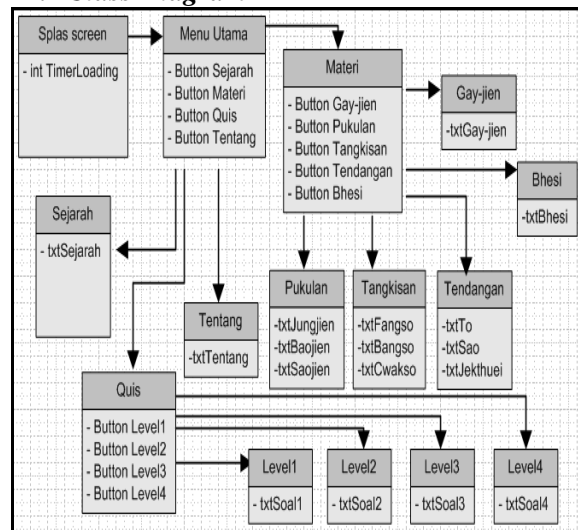 Splas screen
- int TimerLoading
Menu Utama
- Button Sejarah
- Button Materi
- Button Quis
- Button Tentang
Materi
- Button Gay-jien
- Button Pukulan
- Button Tangkisan
- Button Tendangan
- Button Bhesi
Gay-jien
-txtGay-jien
Bhesi
-txtBhesi
Sejarah
- txtSejarah
Tentang
-txtTentang
Pukulan
-txtJungjien
-txtBaojien
-txtSaojien
Tangkisan
-txtFangso
-txtBangso
-txtCwakso
Tendangan
-txtTo
-txtSao
-txtJekthuei
Quis
- Button Level1
- Button Level2
- Button Level3
- Button Level4
Level1
- txtSoal1
Level2
- txtSoal2
Level3
- txtSoal3
Level4
- txtSoal4